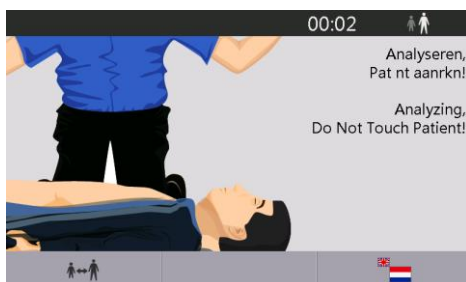 00:02
Analyseren,
Pat nt aanrkn!
Analyzing,
Do Not Touch Patient!